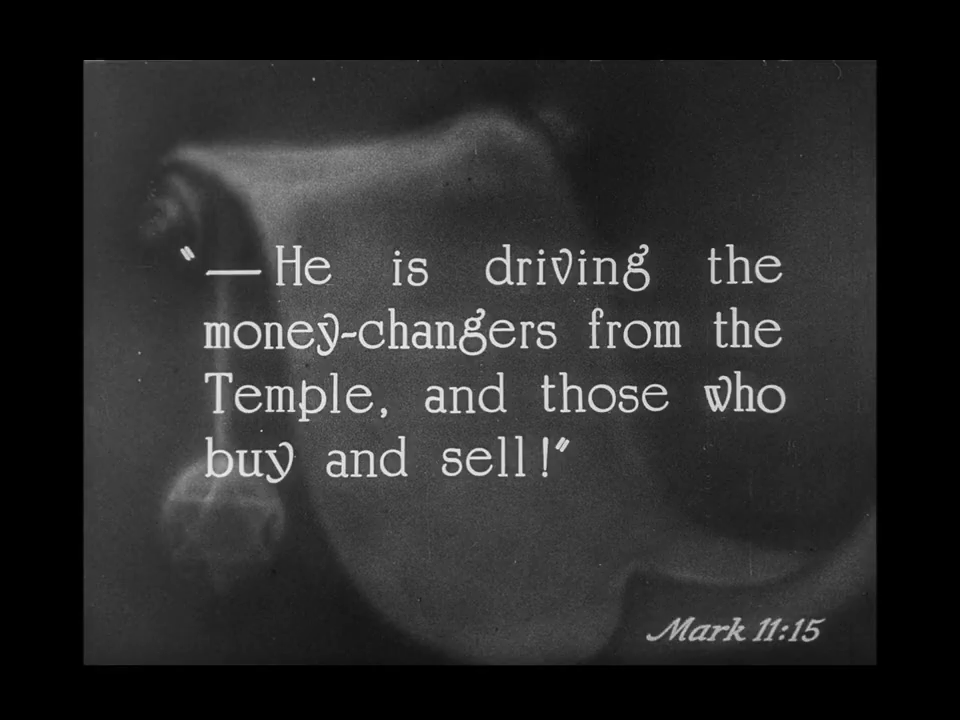 “—He is driving the
money-changers from the
Temple, and those who
buy and sell!”
Mark 11:15